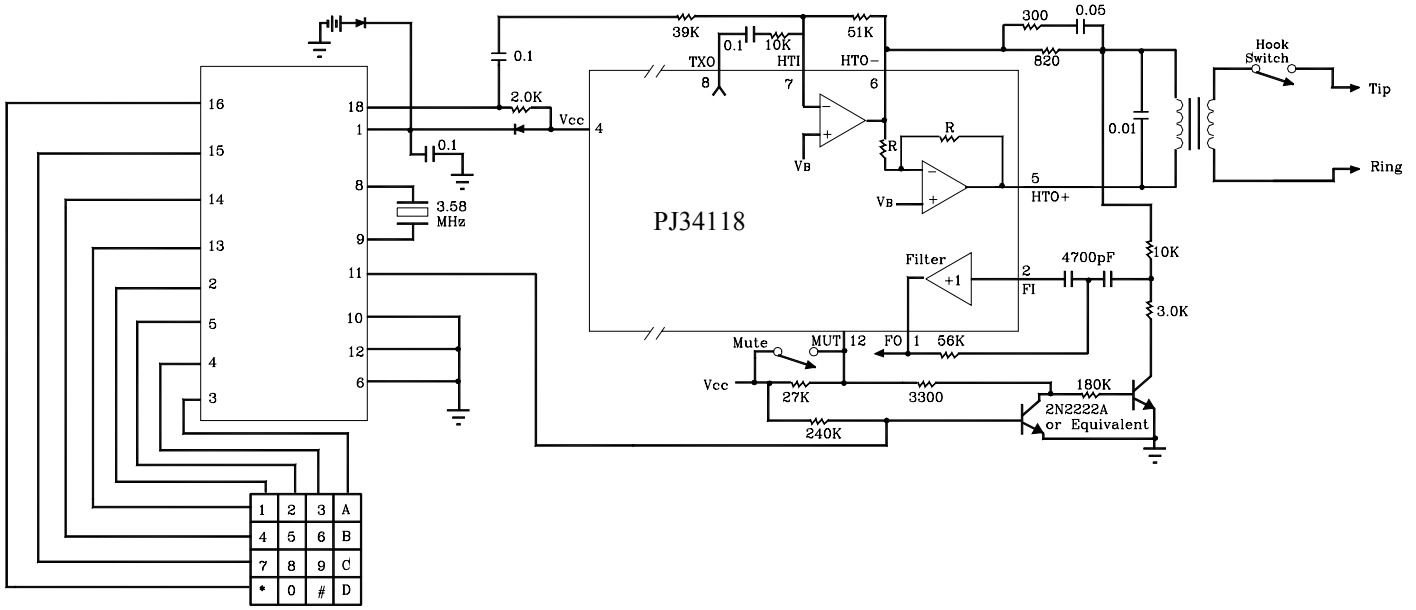 300
0.05
39K
51K
0.1
10K
820
Hook
Switch
TXO
HTI
HTO-
8
7
6
0.1
Tip
16
18
2.0K
Vcc
4
1
0.01
R
15
0.1
VB
R
Ring
8
5
14
3.58
MHz
VB
HTO+
PJ34118
9
13
10K
Filter
4700pF
11
2
+1
2
FI
3.0K
5
10
Mute
MUT
12
FO
1
56K
12
4
Vcc
27K
3300
180K
6
3
2N2222A
or Equivalent
240K
1 2 3 A
4 5 6 B
7 8 9 C
* 0 # D